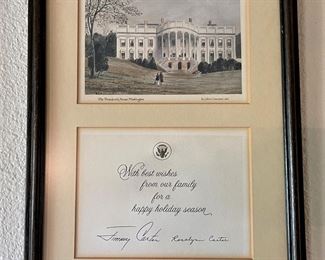 The President's House, Washington
With best wishes
from our family
for a
happy holiday season
Jimmy Carter Rosalynn Carter